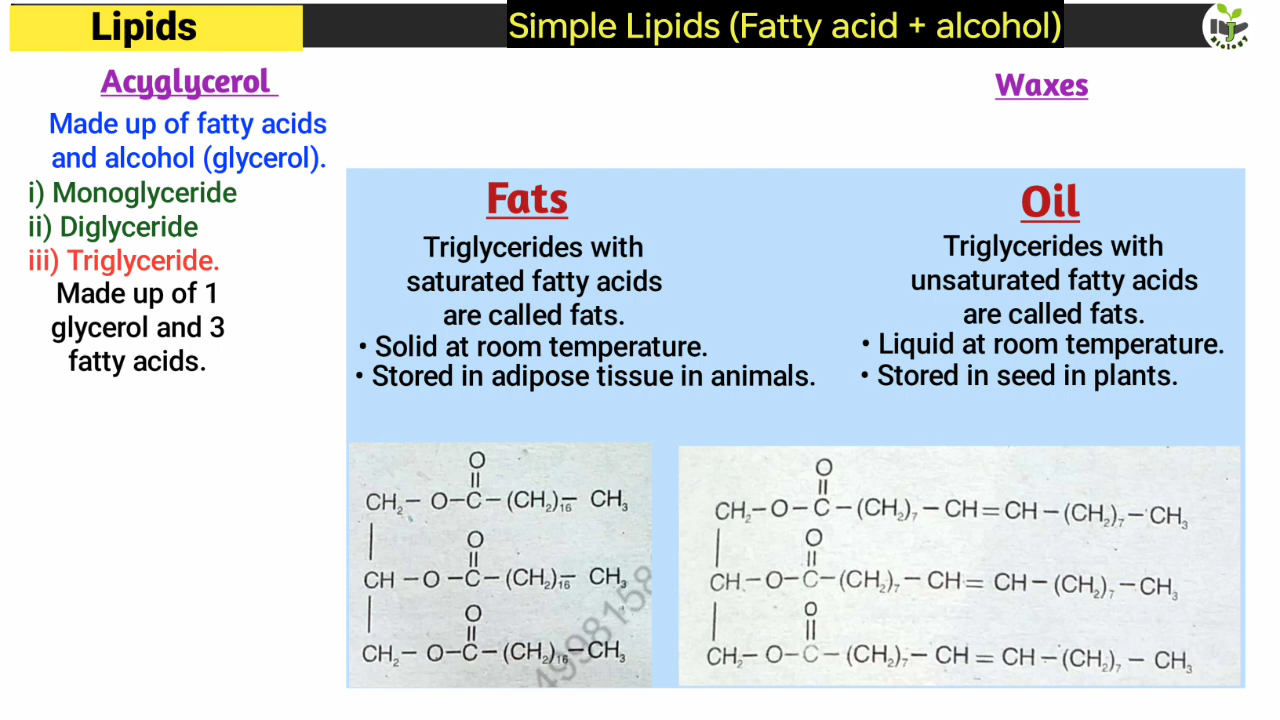 Lipids
Simple Lipids (Fatty acid + alcohol)
Biology
Acyglycerol
Made up of fatty acids
and alcohol (glycerol).
i) Monoglyceride
ii) Diglyceride
iii) Triglyceride.
Made up of 1
glycerol and 3
fatty acids.
Waxes
Fats
Triglycerides with
saturated fatty acids
are called fats.
• Solid at room temperature.
• Stored in adipose tissue in animals.
Oil
Triglycerides with
unsaturated fatty acids
are called fats.
• Liquid at room temperature.
• Stored in seed in plants.
O
||
CH₂– O–C–(CH₂)₁₆– CH₃
|
O
||
CH –O –C–(CH₂)₁₆– CH₃
|
O
||
CH₂– O–C–(CH₂)₁₆–CH₃
4998158
O
||
CH₂–O–C–(CH₂)₇–CH=CH–(CH₂)₇–CH₃
|
O
||
CH–O–C–(CH₂)₇–CH= CH–(CH₂)₇–CH₃
|
O
||
CH₂–O–C–(CH₂)₇–CH=CH–(CH₂)₇–CH₃